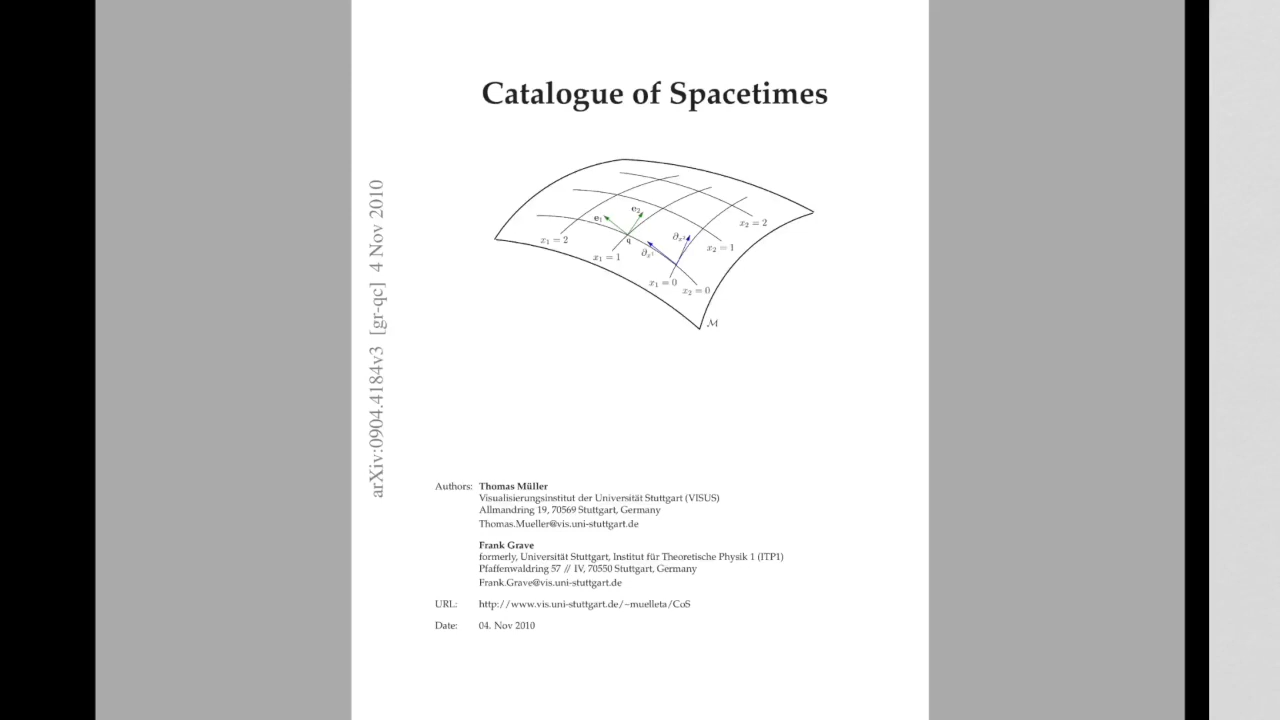 Catalogue of Spacetimes
arXiv:0904.4184v3 [gr-qc] 4 Nov 2010
e₁
e₂
q
∂ₓ¹
∂ₓ²
x₁ = 2
x₁ = 1
x₁ = 0
x₂ = 2
x₂ = 1
x₂ = 0
ℳ
Authors: Thomas Müller
Visualisierungsinstitut der Universität Stuttgart (VISUS)
Allmandring 19, 70569 Stuttgart, Germany
Thomas.Mueller@vis.uni-stuttgart.de
Frank Grave
formerly, Universität Stuttgart, Institut für Theoretische Physik 1 (ITP1)
Pfaffenwaldring 57 // IV, 70550 Stuttgart, Germany
Frank.Grave@vis.uni-stuttgart.de
URL: http://www.vis.uni-stuttgart.de/~muelleta/CoS
Date: 04. Nov 2010